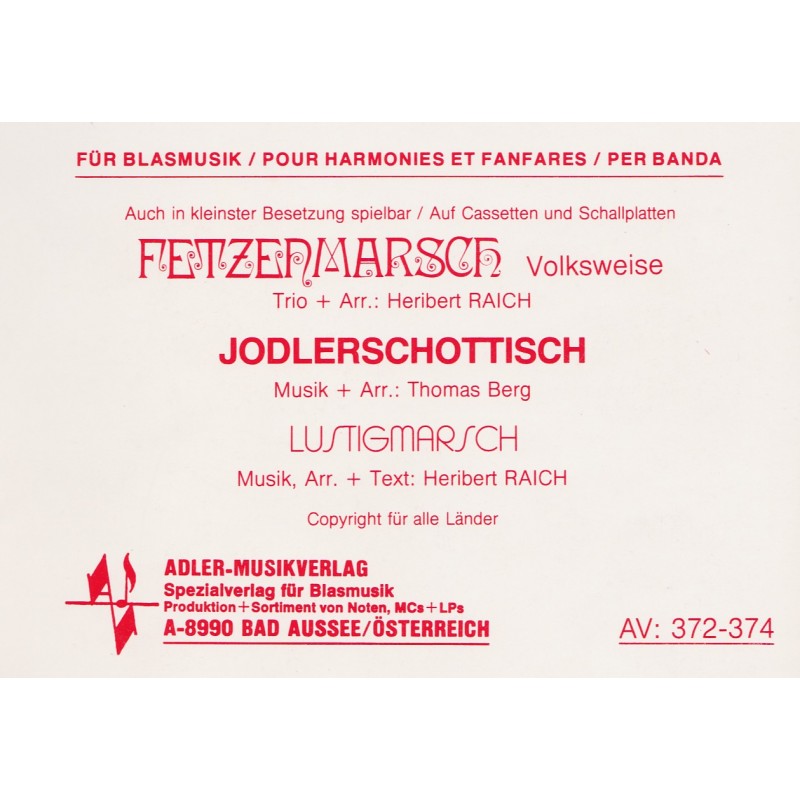 FÜR BLASMUSIK / POUR HARMONIES ET FANFARES / PER BANDA
Auch in kleinster Besetzung spielbar / Auf Cassetten und Schallplatten
FETZENMARSCH Volksweise
Trio + Arr.: Heribert RAICH
JODLERSCHOTTISCH
Musik + Arr.: Thomas Berg
LUSTIGMARSCH
Musik, Arr. + Text: Heribert RAICH
Copyright für alle Länder
A V
ADLER-MUSIKVERLAG
Spezialverlag für Blasmusik
Produktion + Sortiment von Noten, MCs + LPs
A-8990 BAD AUSSEE/ÖSTERREICH
AV: 372-374